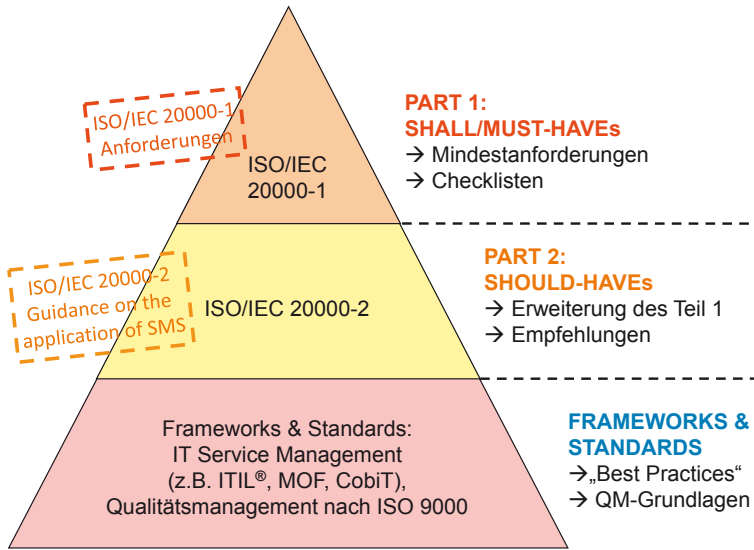 ISO/IEC 20000-1
Anforderungen
ISO/IEC
20000-1
PART 1:
SHALL/MUST-HAVEs
→ Mindestanforderungen
→ Checklisten
ISO/IEC 20000-2
Guidance on the
application of SMS
ISO/IEC 20000-2
PART 2:
SHOULD-HAVEs
→ Erweiterung des Teil 1
→ Empfehlungen
Frameworks & Standards:
IT Service Management
(z.B. ITIL®, MOF, CobiT),
Qualitätsmanagement nach ISO 9000
FRAMEWORKS &
STANDARDS
→„Best Practices“
→ QM-Grundlagen